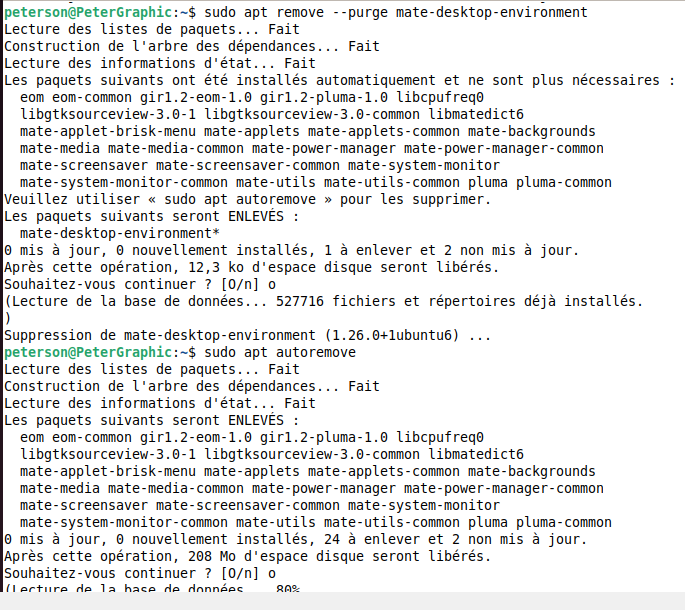 peterson@PeterGraphic:~$ sudo apt remove --purge mate-desktop-environment
Lecture des listes de paquets... Fait
Construction de l'arbre des dépendances... Fait
Lecture des informations d'état... Fait
Les paquets suivants ont été installés automatiquement et ne sont plus nécessaires :
  eom eom-common gir1.2-eom-1.0 gir1.2-pluma-1.0 libcpufreq0
  libgtksourceview-3.0-1 libgtksourceview-3.0-common libmatedict6
  mate-applet-brisk-menu mate-applets mate-applets-common mate-backgrounds
  mate-media mate-media-common mate-power-manager mate-power-manager-common
  mate-screensaver mate-screensaver-common mate-system-monitor
  mate-system-monitor-common mate-utils mate-utils-common pluma pluma-common
Veuillez utiliser « sudo apt autoremove » pour les supprimer.
Les paquets suivants seront ENLEVÉS :
  mate-desktop-environment*
0 mis à jour, 0 nouvellement installés, 1 à enlever et 2 non mis à jour.
Après cette opération, 12,3 ko d'espace disque seront libérés.
Souhaitez-vous continuer ? [O/n] o
(Lecture de la base de données... 527716 fichiers et répertoires déjà installés.
)
Suppression de mate-desktop-environment (1.26.0+1ubuntu6) ...
peterson@PeterGraphic:~$ sudo apt autoremove
Lecture des listes de paquets... Fait
Construction de l'arbre des dépendances... Fait
Lecture des informations d'état... Fait
Les paquets suivants seront ENLEVÉS :
  eom eom-common gir1.2-eom-1.0 gir1.2-pluma-1.0 libcpufreq0
  libgtksourceview-3.0-1 libgtksourceview-3.0-common libmatedict6
  mate-applet-brisk-menu mate-applets mate-applets-common mate-backgrounds
  mate-media mate-media-common mate-power-manager mate-power-manager-common
  mate-screensaver mate-screensaver-common mate-system-monitor
  mate-system-monitor-common mate-utils mate-utils-common pluma pluma-common
0 mis à jour, 0 nouvellement installés, 24 à enlever et 2 non mis à jour.
Après cette opération, 208 Mo d'espace disque seront libérés.
Souhaitez-vous continuer ? [O/n] o
(Lecture de la base de données... 80%